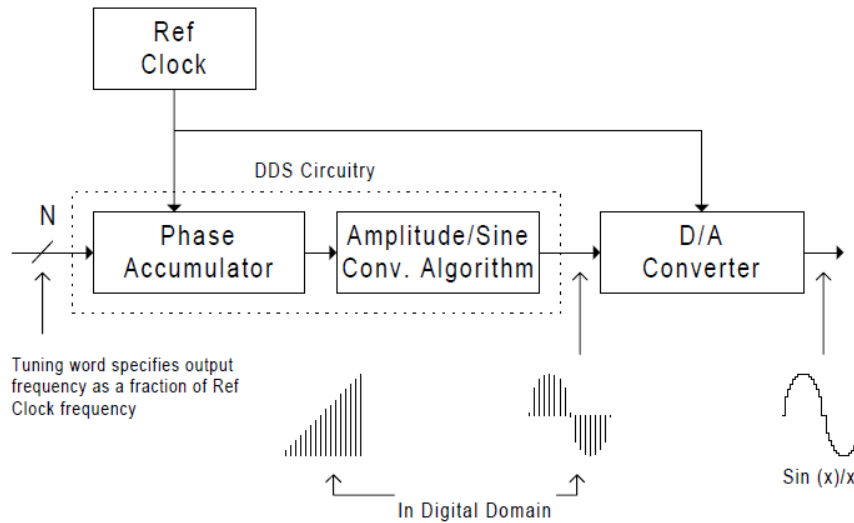 Ref
Clock
DDS Circuitry
N
Phase
Accumulator
Amplitude/Sine
Conv. Algorithm
D/A
Converter
Tuning word specifies output
frequency as a fraction of Ref
Clock frequency
In Digital Domain
Sin (x)/x